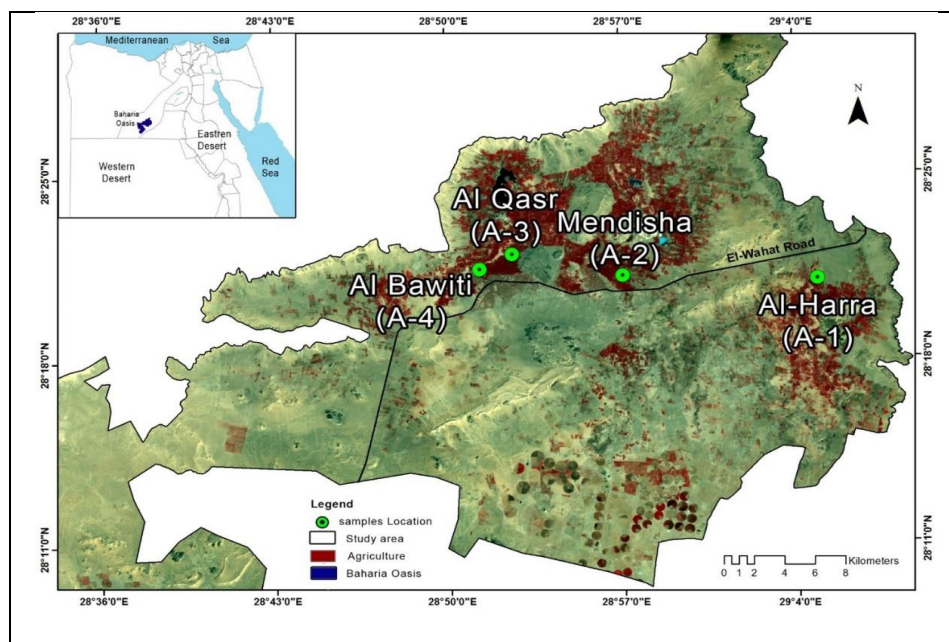 28°36'0"E 28°43'0"E 28°50'0"E 28°57'0"E 29°4'0"E
Mediterranean Sea
Baharia
Oasis
Eastren
Desert
Western
Desert
Red
Sea
N
28°25'0"N
28°25'0"N
Al Qasr
(A-3)
Mendisha
(A-2)
El-Wahat Road
Al Bawiti
(A-4)
Al-Harra
(A-1)
28°18'0"N
28°18'0"N
Legend
samples Location
Study area
Agriculture
Baharia Oasis
28°11'0"N
28°11'0"N
Kilometers
0 1 2 4 6 8
28°36'0"E 28°43'0"E 28°50'0"E 28°57'0"E 29°4'0"E